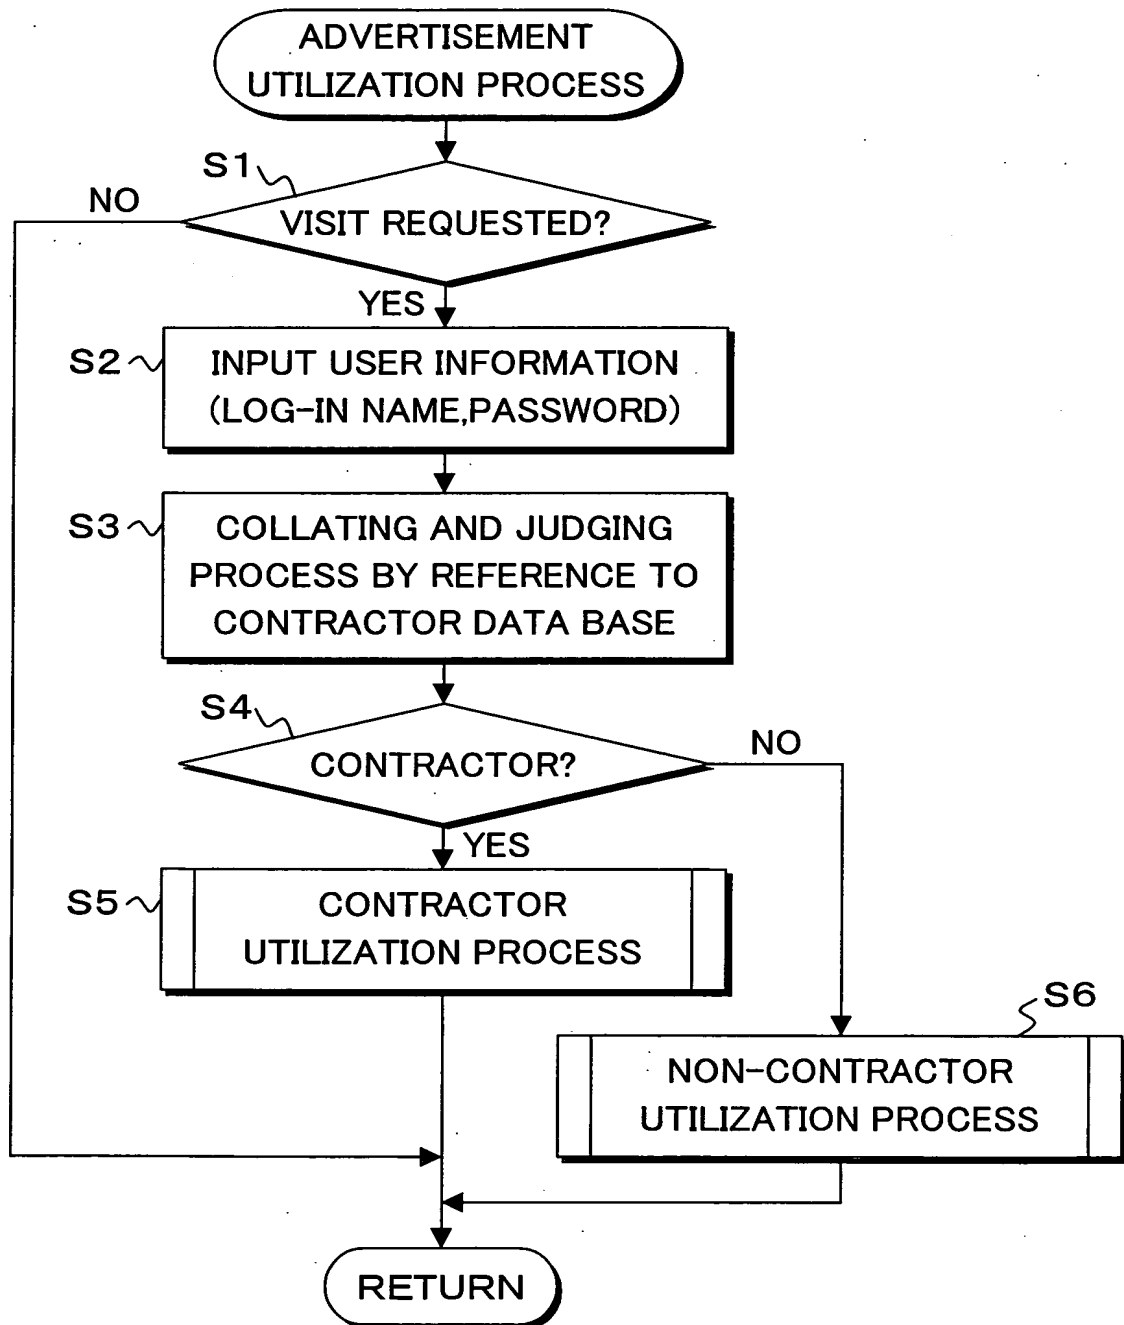 ADVERTISEMENT
UTILIZATION PROCESS
S1
NO
VISIT REQUESTED?
YES
S2
INPUT USER INFORMATION
(LOG-IN NAME,PASSWORD)
S3
COLLATING AND JUDGING
PROCESS BY REFERENCE TO
CONTRACTOR DATA BASE
S4
NO
CONTRACTOR?
YES
S5
CONTRACTOR
UTILIZATION PROCESS
S6
NON-CONTRACTOR
UTILIZATION PROCESS
RETURN